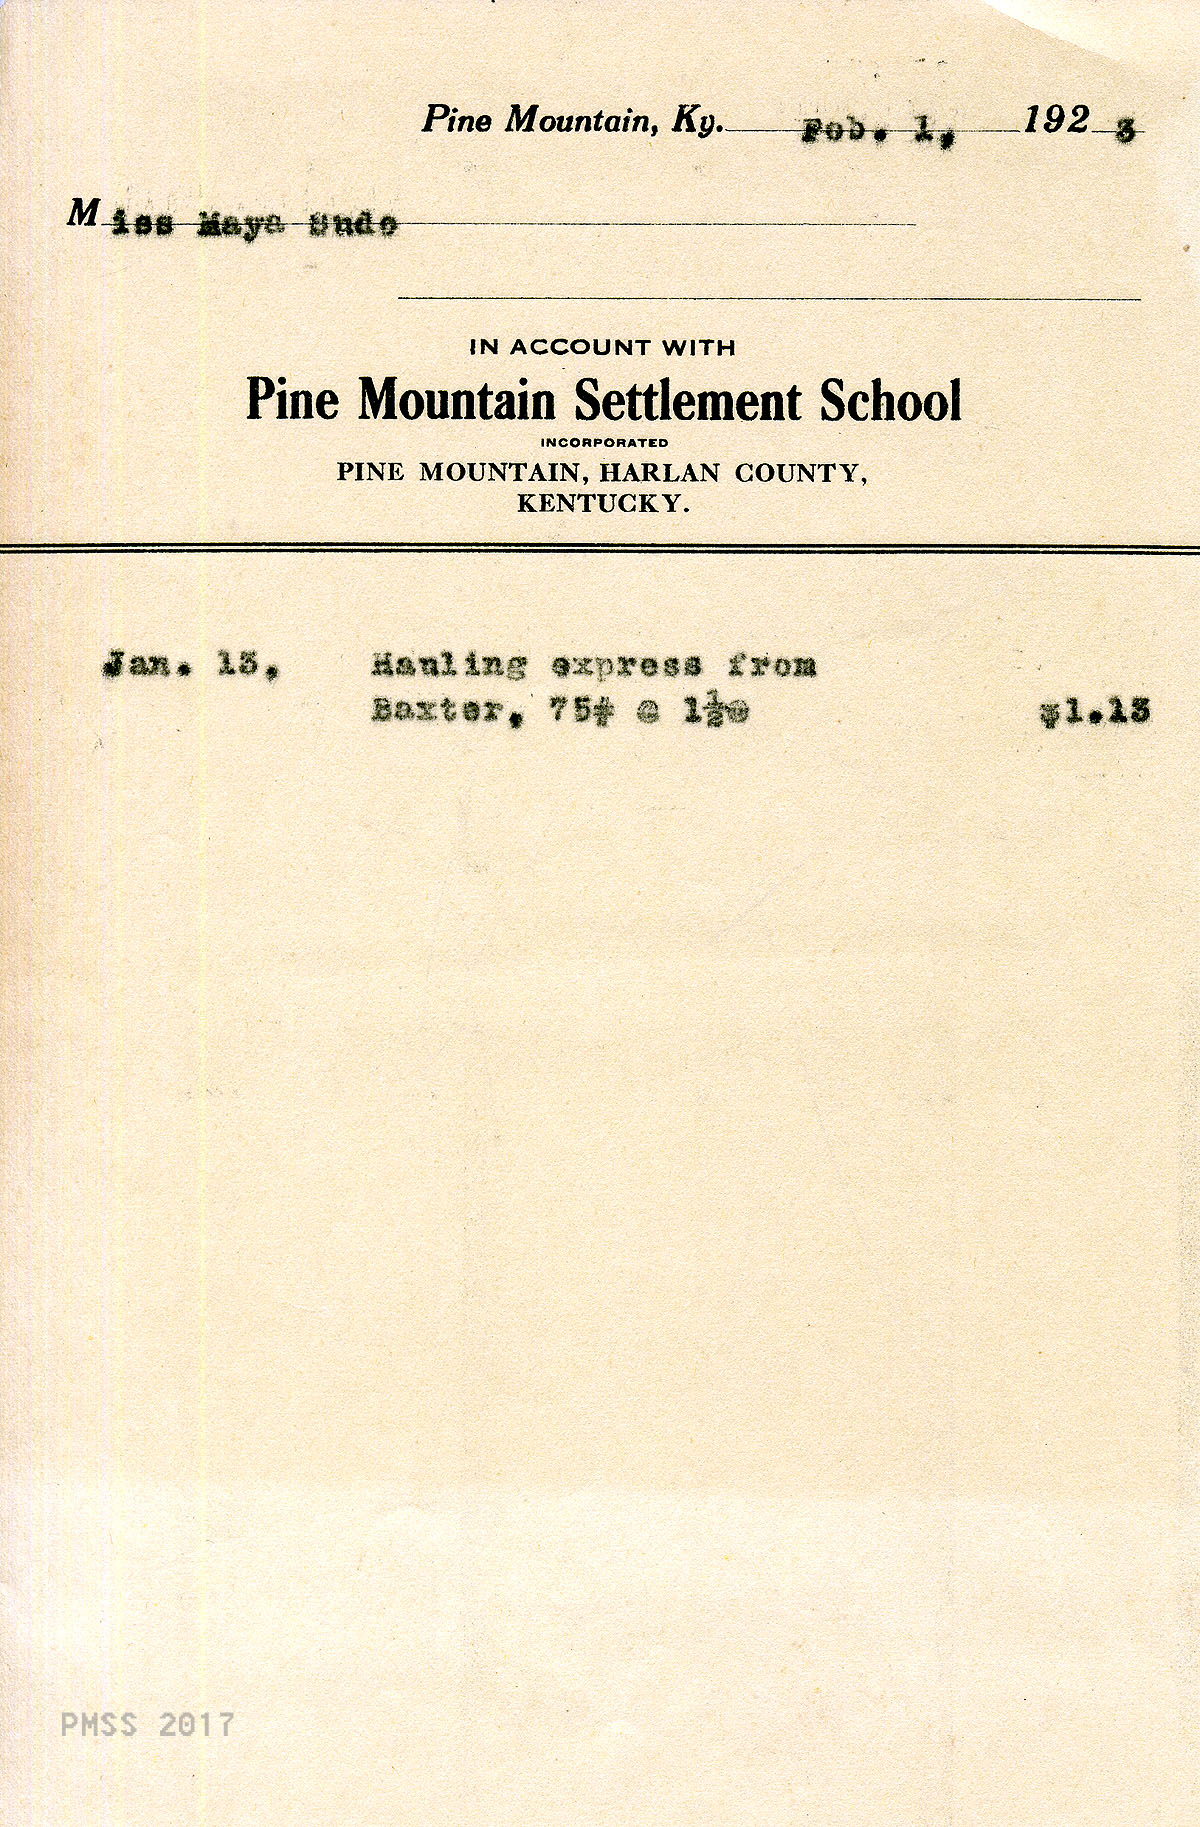 Pine Mountain, Ky. Feb. 1, 1923
Miss Maya Sudo
IN ACCOUNT WITH
Pine Mountain Settlement School
INCORPORATED
PINE MOUNTAIN, HARLAN COUNTY,
KENTUCKY.
Jan. 13, Hauling express from
Baxter, 75# @ 1½¢ $1.13
PMSS 2017